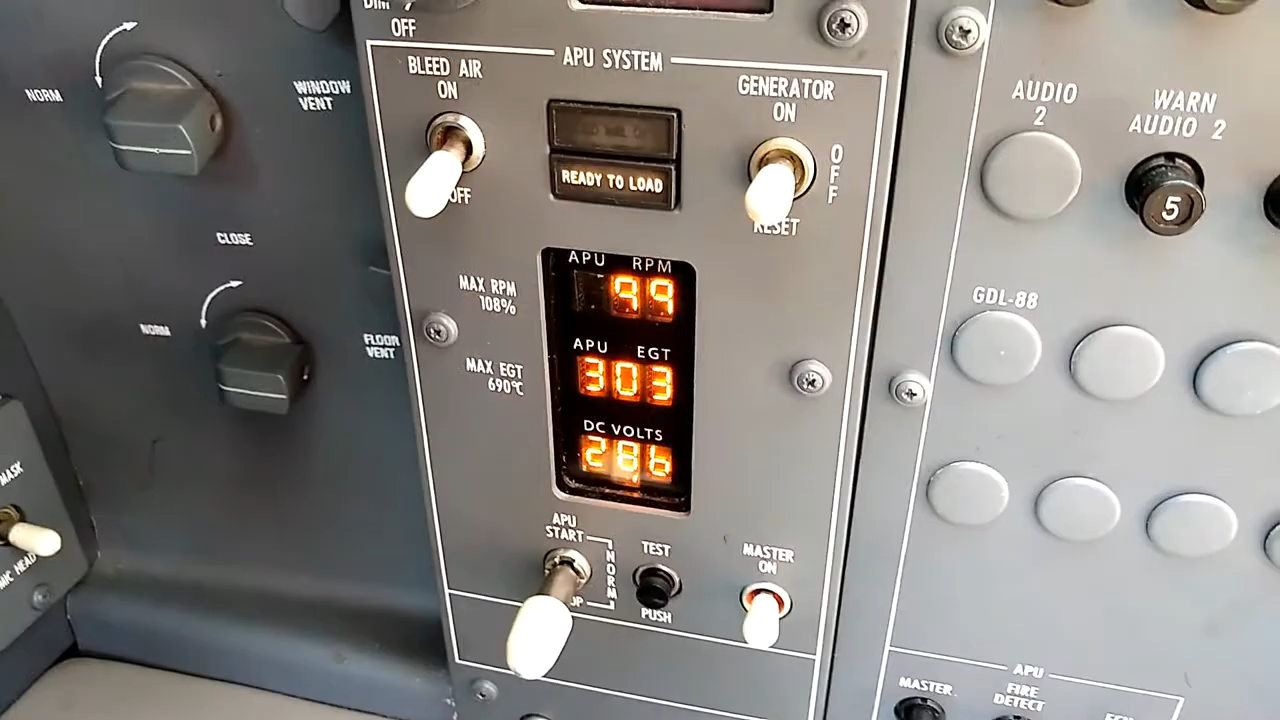 DIM
OFF
APU SYSTEM
BLEED AIR
ON
OFF
READY TO LOAD
GENERATOR
ON
OFF
RESET
NORM
WINDOW
VENT
CLOSE
NORM
FLOOR
VENT
MAX RPM
108%
APU RPM
99
MAX EGT
690°C
APU EGT
303
DC VOLTS
28.6
APU
START
NORM
TEST
PUSH
MASTER
ON
MASK
MIC HEAD
AUDIO
2
WARN
AUDIO 2
5
GDL-88
APU
MASTER
FIRE
DETECT